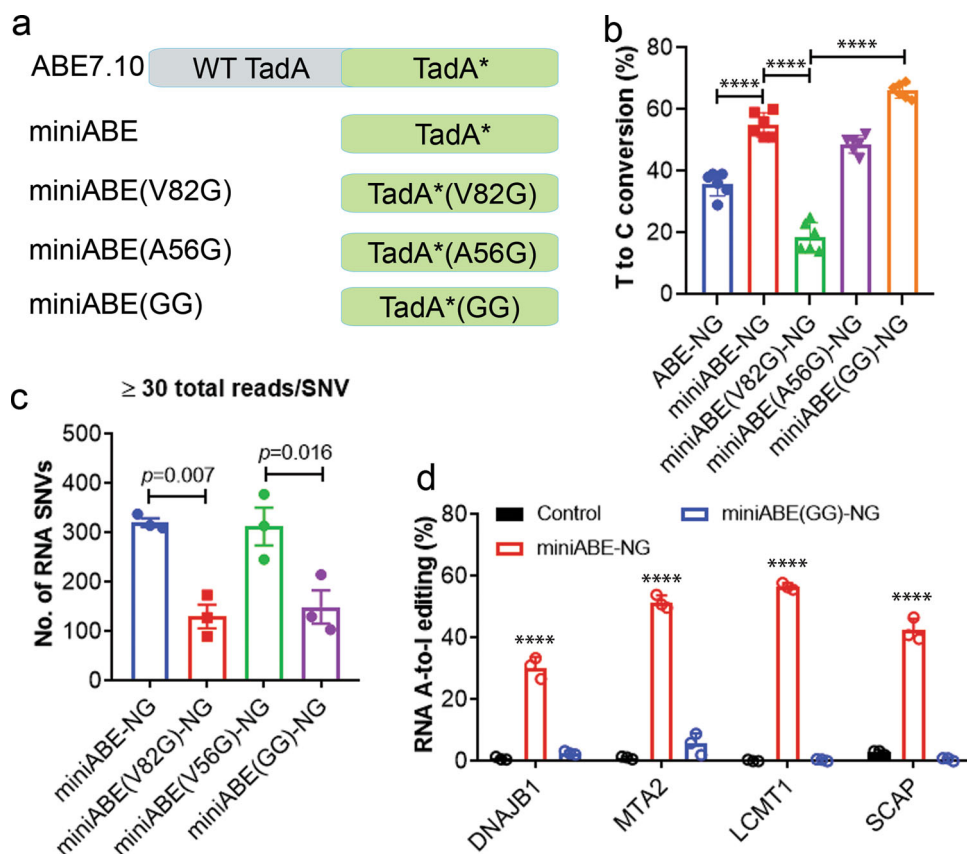 a
ABE7.10 WT TadA TadA*
miniABE TadA*
miniABE(V82G) TadA*(V82G)
miniABE(A56G) TadA*(A56G)
miniABE(GG) TadA*(GG)
b
T to C conversion (%)
80
60
40
20
0
**** **** ****
ABE-NG
miniABE-NG
miniABE(V82G)-NG
miniABE(A56G)-NG
miniABE(GG)-NG
c
≥ 30 total reads/SNV
No. of RNA SNVs
500
400
300
200
100
0
p=0.007
p=0.016
miniABE-NG
miniABE(V82G)-NG
miniABE(V56G)-NG
miniABE(GG)-NG
d
RNA A-to-I editing (%)
80
60
40
20
0
Control
miniABE-NG
miniABE(GG)-NG
**** **** **** ****
DNAJB1
MTA2
LCMT1
SCAP